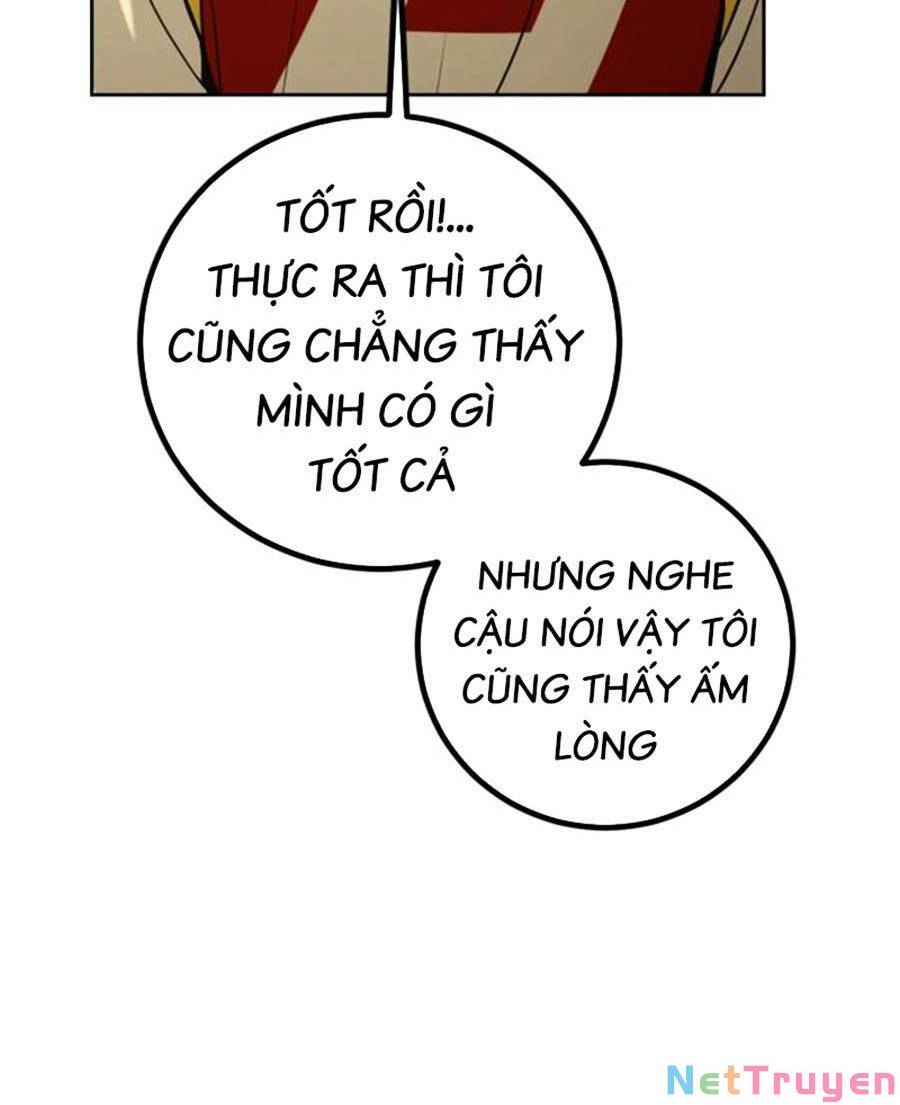 TỐT RỒI!...
THỰC RA THÌ TÔI
CŨNG CHẲNG THẤY
MÌNH CÓ GÌ
TỐT CẢ
NHƯNG NGHE
CẬU NÓI VẬY TÔI
CŨNG THẤY ẤM
LÒNG
NetTruyen